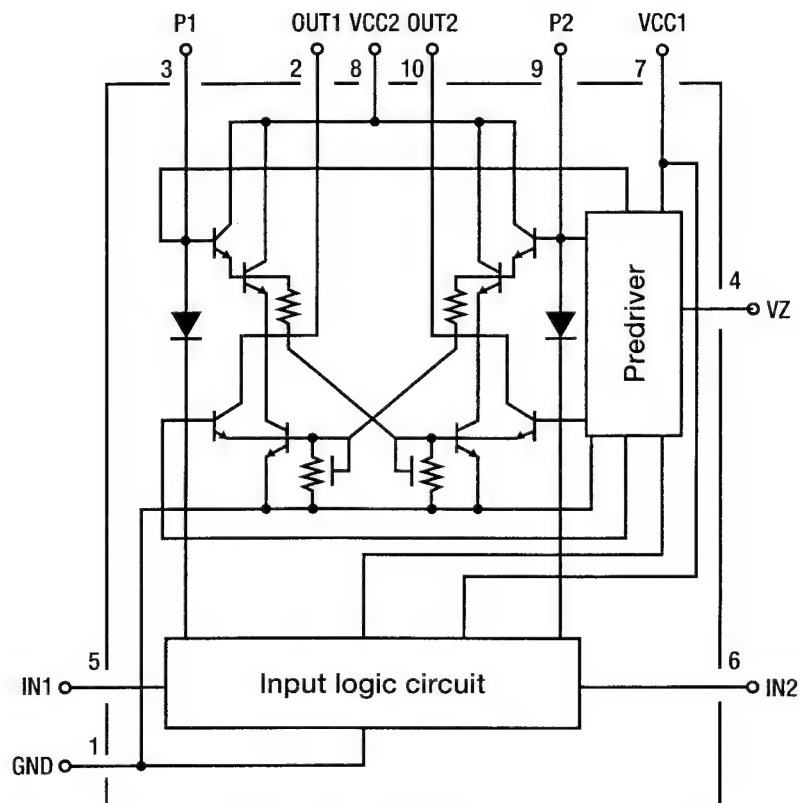 P1 OUT1 VCC2 OUT2 P2 VCC1
3 2 8 10 9 7
4
VZ
Predriver
5 6
IN1 Input logic circuit IN2
1
GND